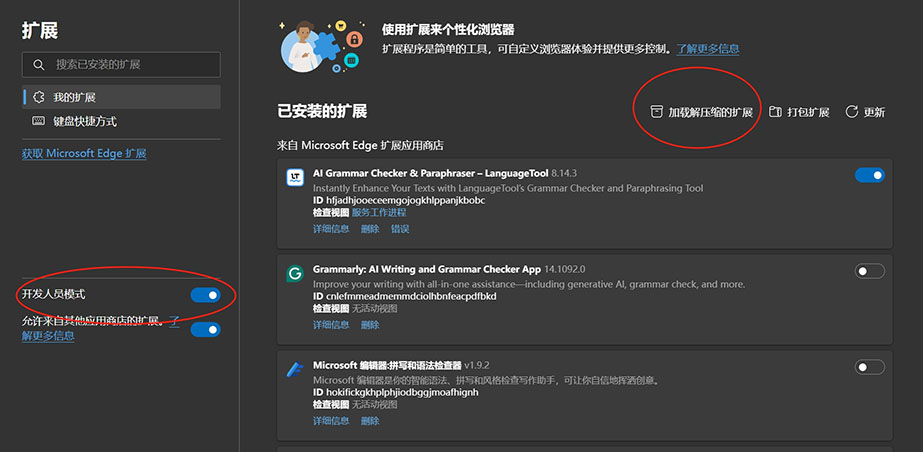 扩展
搜索已安装的扩展
我的扩展
键盘快捷方式
获取 Microsoft Edge 扩展
开发人员模式
允许来自其他应用商店的扩展。了
解更多信息
使用扩展来个性化浏览器
扩展程序是简单的工具，可自定义浏览器体验并提供更多控制。了解更多信息
已安装的扩展
加载解压缩的扩展 打包扩展 更新
来自 Microsoft Edge 扩展应用商店
AI Grammar Checker & Paraphraser – LanguageTool 8.14.3
Instantly Enhance Your Texts with LanguageTool’s Grammar Checker and Paraphrasing Tool
ID hfjadhjooeceemgojogkhlppanjkbobc
检查视图 服务工作进程
详细信息 删除 错误
Grammarly: AI Writing and Grammar Checker App 14.1092.0
Improve your writing with all-in-one assistance—including generative AI, grammar check, and more.
ID cnlefmmeadmemmdciolhbnfeacpdfbkd
检查视图 无活动视图
详细信息 删除
Microsoft 编辑器:拼写和语法检查器 v1.9.2
Microsoft 编辑器是你的智能语法、拼写和风格检查写作助手，可让你自信地挥洒创意。
ID hokifickgkhplphjiodbggjmoafhignh
检查视图 无活动视图
详细信息 删除